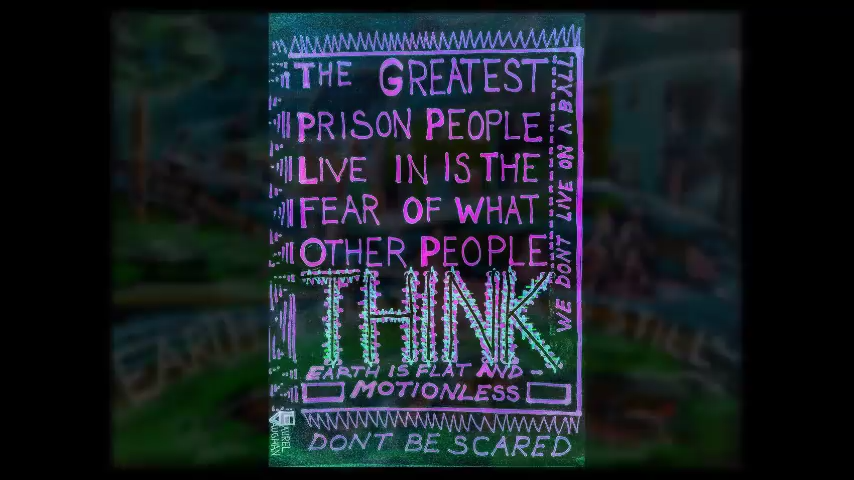 THE GREATEST
PRISON PEOPLE
LIVE IN IS THE
FEAR OF WHAT
OTHER PEOPLE
THINK
EARTH IS FLAT AND -
MOTIONLESS
DONT BE SCARED
WE DONT LIVE ON A BALL